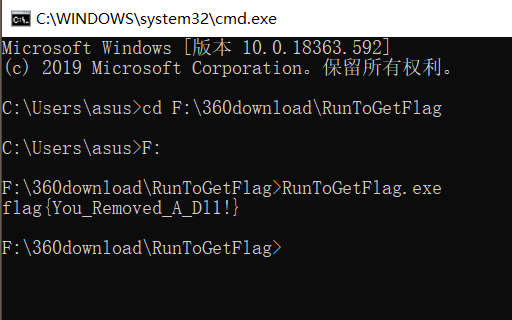 C:\WINDOWS\system32\cmd.exe
Microsoft Windows [版本 10.0.18363.592]
(c) 2019 Microsoft Corporation。保留所有权利。
C:\Users\asus>cd F:\360download\RunToGetFlag
C:\Users\asus>F:
F:\360download\RunToGetFlag>RunToGetFlag.exe
flag{You_Removed_A_Dll!}
F:\360download\RunToGetFlag>